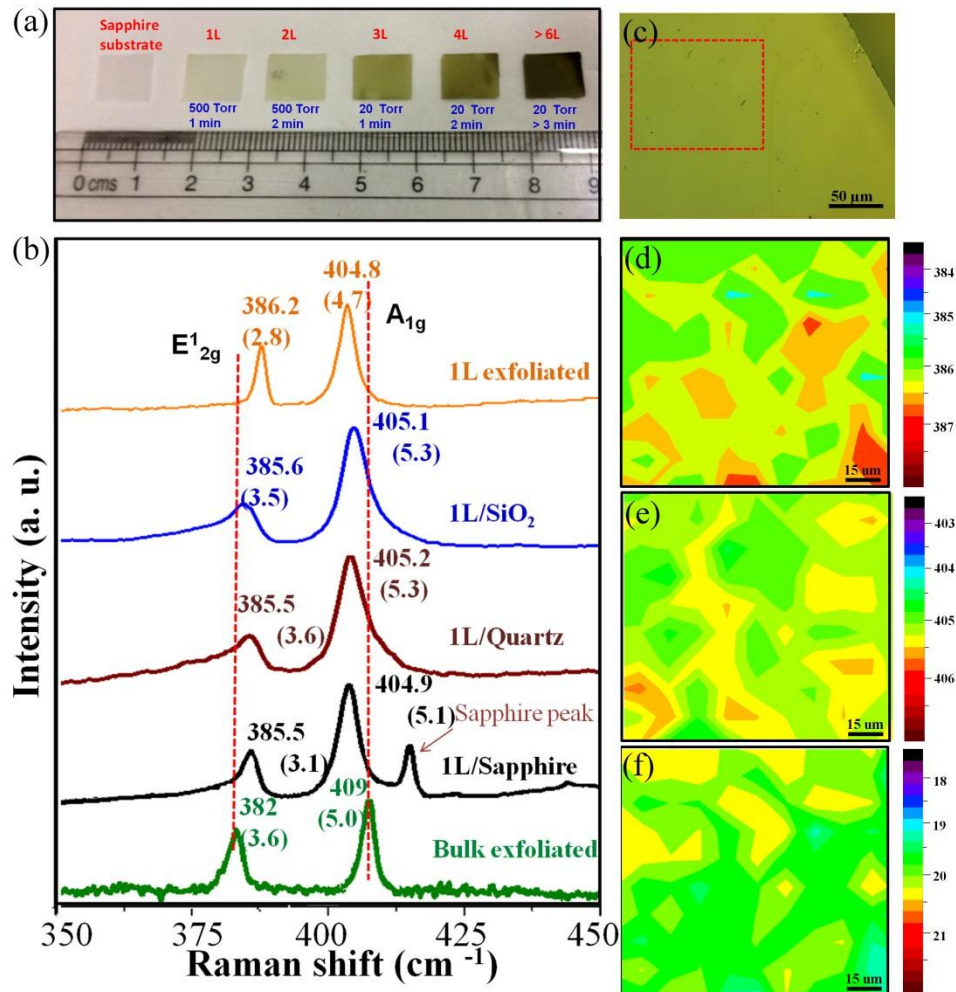 (a)
Sapphire substrate
1L
2L
3L
4L
> 6L
500 Torr
1 min
500 Torr
2 min
20 Torr
1 min
20 Torr
2 min
20 Torr
> 3 min
0 cms 1 2 3 4 5 6 7 8 9
(c)
50 µm
(b)
404.8
(4.7)
386.2
(2.8)
A1g
E¹2g
1L exfoliated
405.1
(5.3)
385.6
(3.5)
1L/SiO₂
405.2
(5.3)
385.5
(3.6)
1L/Quartz
404.9
(5.1)
Sapphire peak
385.5
(3.1)
1L/Sapphire
409
(5.0)
382
(3.6)
Bulk exfoliated
Intensity (a. u.)
350 375 400 425 450
Raman shift (cm ⁻¹)
(d)
15 um
384
385
386
387
(e)
15 um
403
404
405
406
(f)
15 um
18
19
20
21